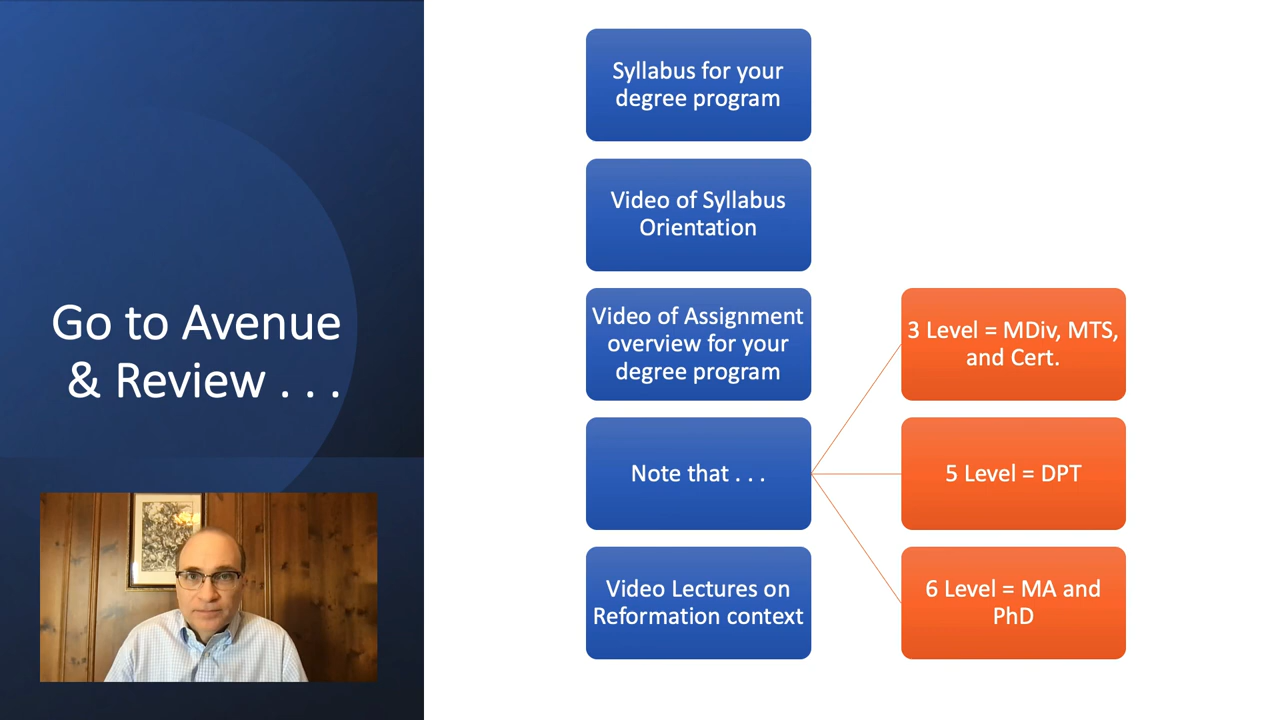 Go to Avenue
& Review . . .
Syllabus for your
degree program
Video of Syllabus
Orientation
Video of Assignment
overview for your
degree program
Note that . . .
3 Level = MDiv, MTS,
and Cert.
5 Level = DPT
6 Level = MA and
PhD
Video Lectures on
Reformation context